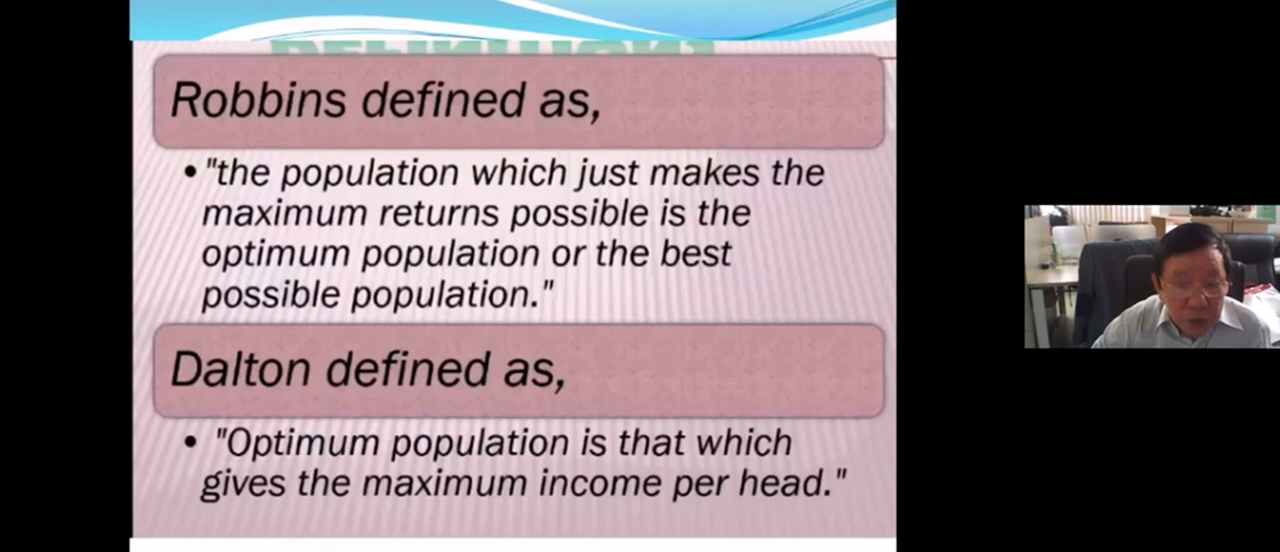 Robbins defined as,
• "the population which just makes the
maximum returns possible is the
optimum population or the best
possible population."
Dalton defined as,
• "Optimum population is that which
gives the maximum income per head."